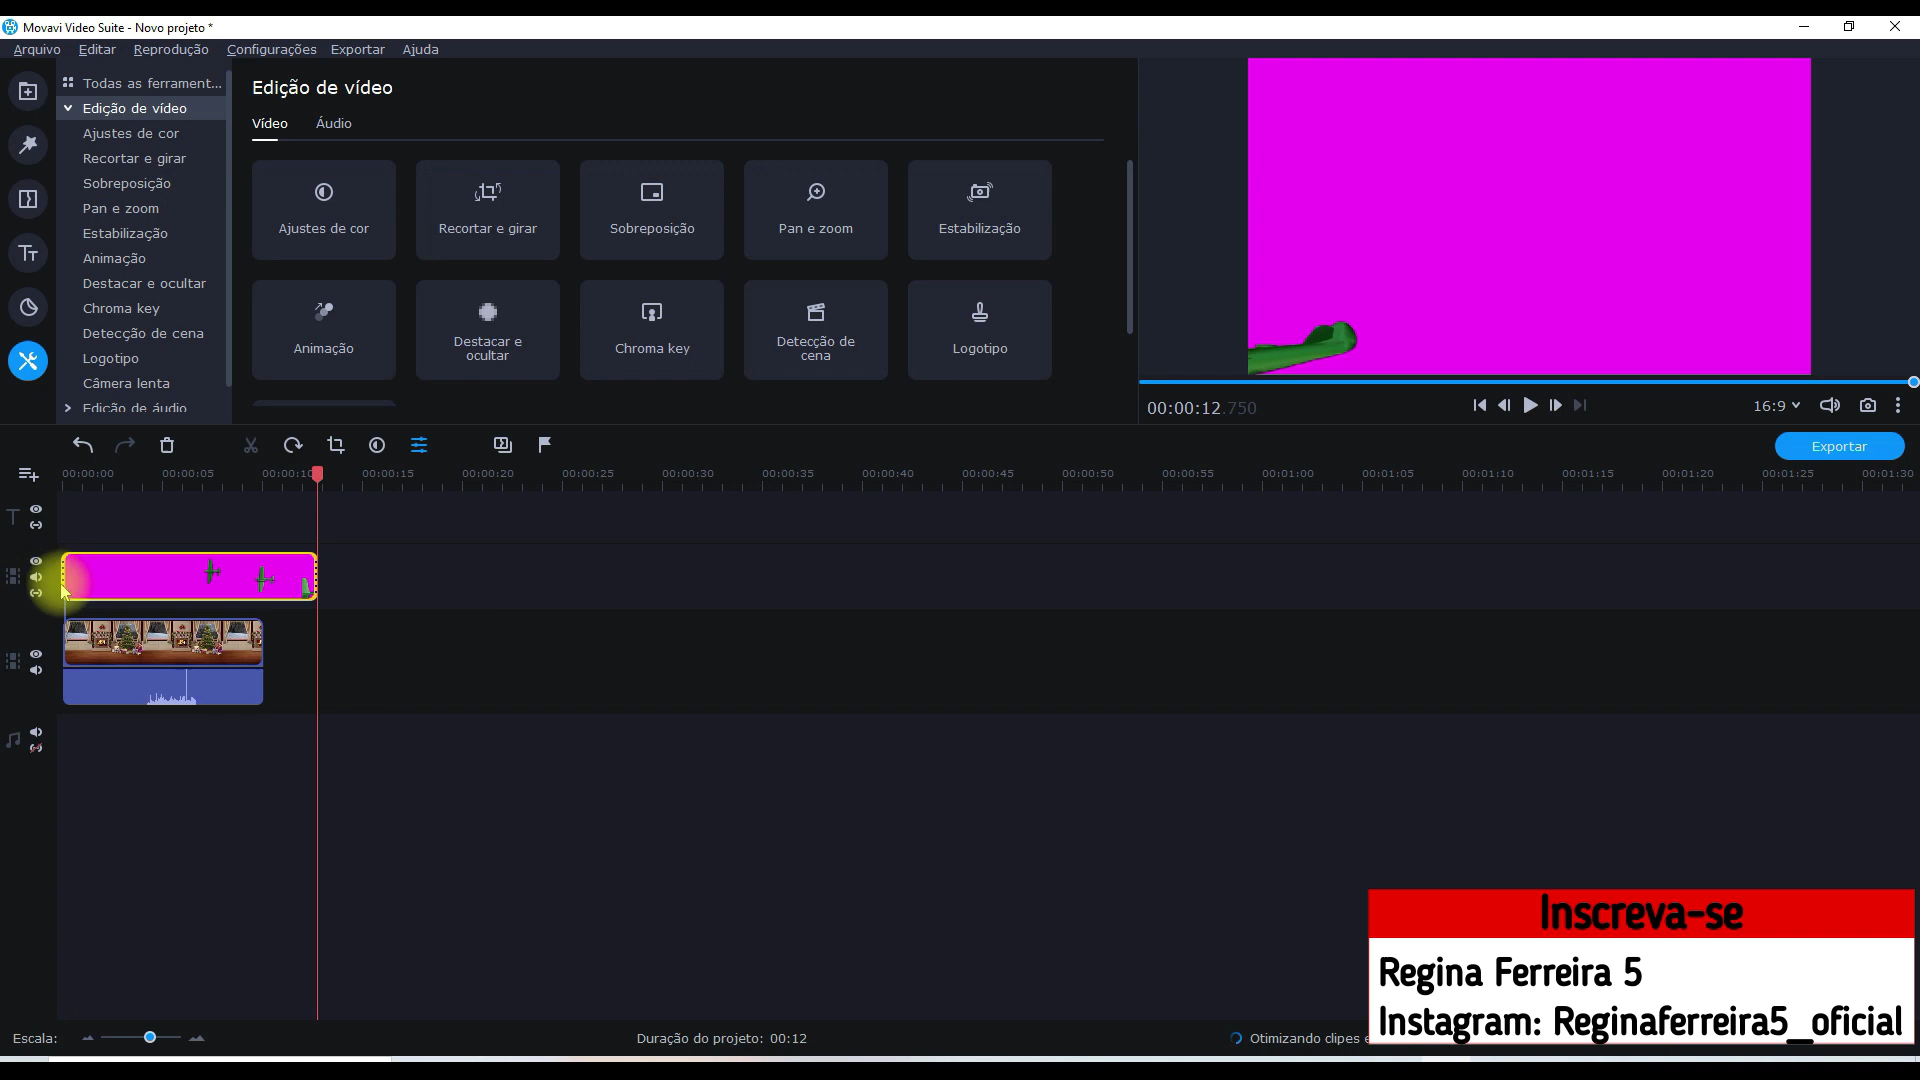 Movavi Video Suite - Novo projeto *
Arquivo Editar Reprodução Configurações Exportar Ajuda
Todas as ferrament...
Edição de vídeo
Ajustes de cor
Recortar e girar
Sobreposição
Pan e zoom
Estabilização
Animação
Destacar e ocultar
Chroma key
Detecção de cena
Logotipo
Câmera lenta
Edição de áudio
Edição de vídeo
Vídeo Áudio
Ajustes de cor
Recortar e girar
Sobreposição
Pan e zoom
Estabilização
Animação
Destacar e
ocultar
Chroma key
Detecção de
cena
Logotipo
00:00:12.750
16:9
Exportar
00:00:00 00:00:05 00:00:10 00:00:15 00:00:20 00:00:25 00:00:30 00:00:35 00:00:40 00:00:45 00:00:50 00:00:55 00:01:00 00:01:05 00:01:10 00:01:15 00:01:20 00:01:25 00:01:30
Escala:
Duração do projeto: 00:12
Otimizando clipes
Inscreva-se
Regina Ferreira 5
Instagram: Reginaferreira5_oficial